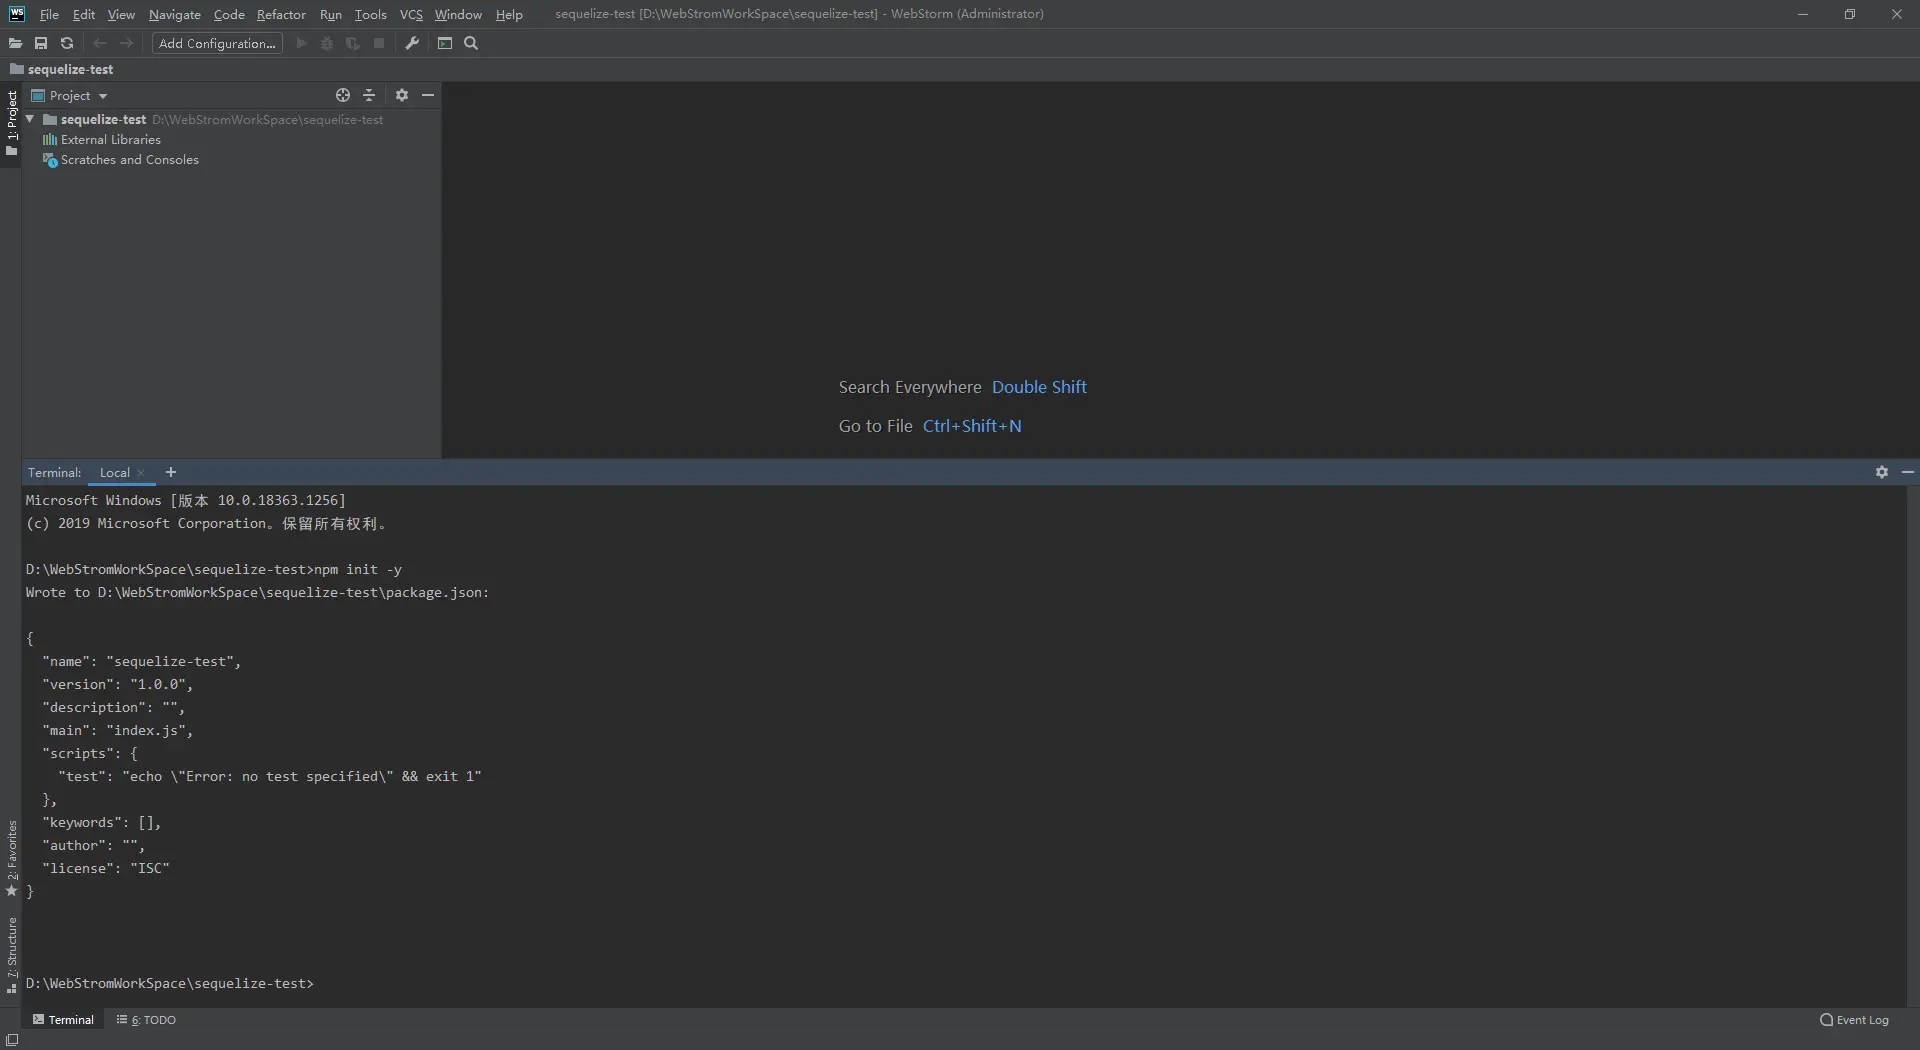 WS File Edit View Navigate Code Refactor Run Tools VCS Window Help sequelize-test [D:\WebStromWorkSpace\sequelize-test] - WebStorm (Administrator)
Add Configuration...
sequelize-test
1: Project
Project
sequelize-test D:\WebStromWorkSpace\sequelize-test
External Libraries
Scratches and Consoles
Search Everywhere Double Shift
Go to File Ctrl+Shift+N
Terminal: Local × +
Microsoft Windows [版本 10.0.18363.1256]
(c) 2019 Microsoft Corporation。保留所有权利。
D:\WebStromWorkSpace\sequelize-test>npm init -y
Wrote to D:\WebStromWorkSpace\sequelize-test\package.json:
{
"name": "sequelize-test",
"version": "1.0.0",
"description": "",
"main": "index.js",
"scripts": {
"test": "echo \"Error: no test specified\" && exit 1"
},
"keywords": [],
"author": "",
"license": "ISC"
}
2: Favorites
7: Structure
D:\WebStromWorkSpace\sequelize-test>
Terminal 6: TODO Event Log